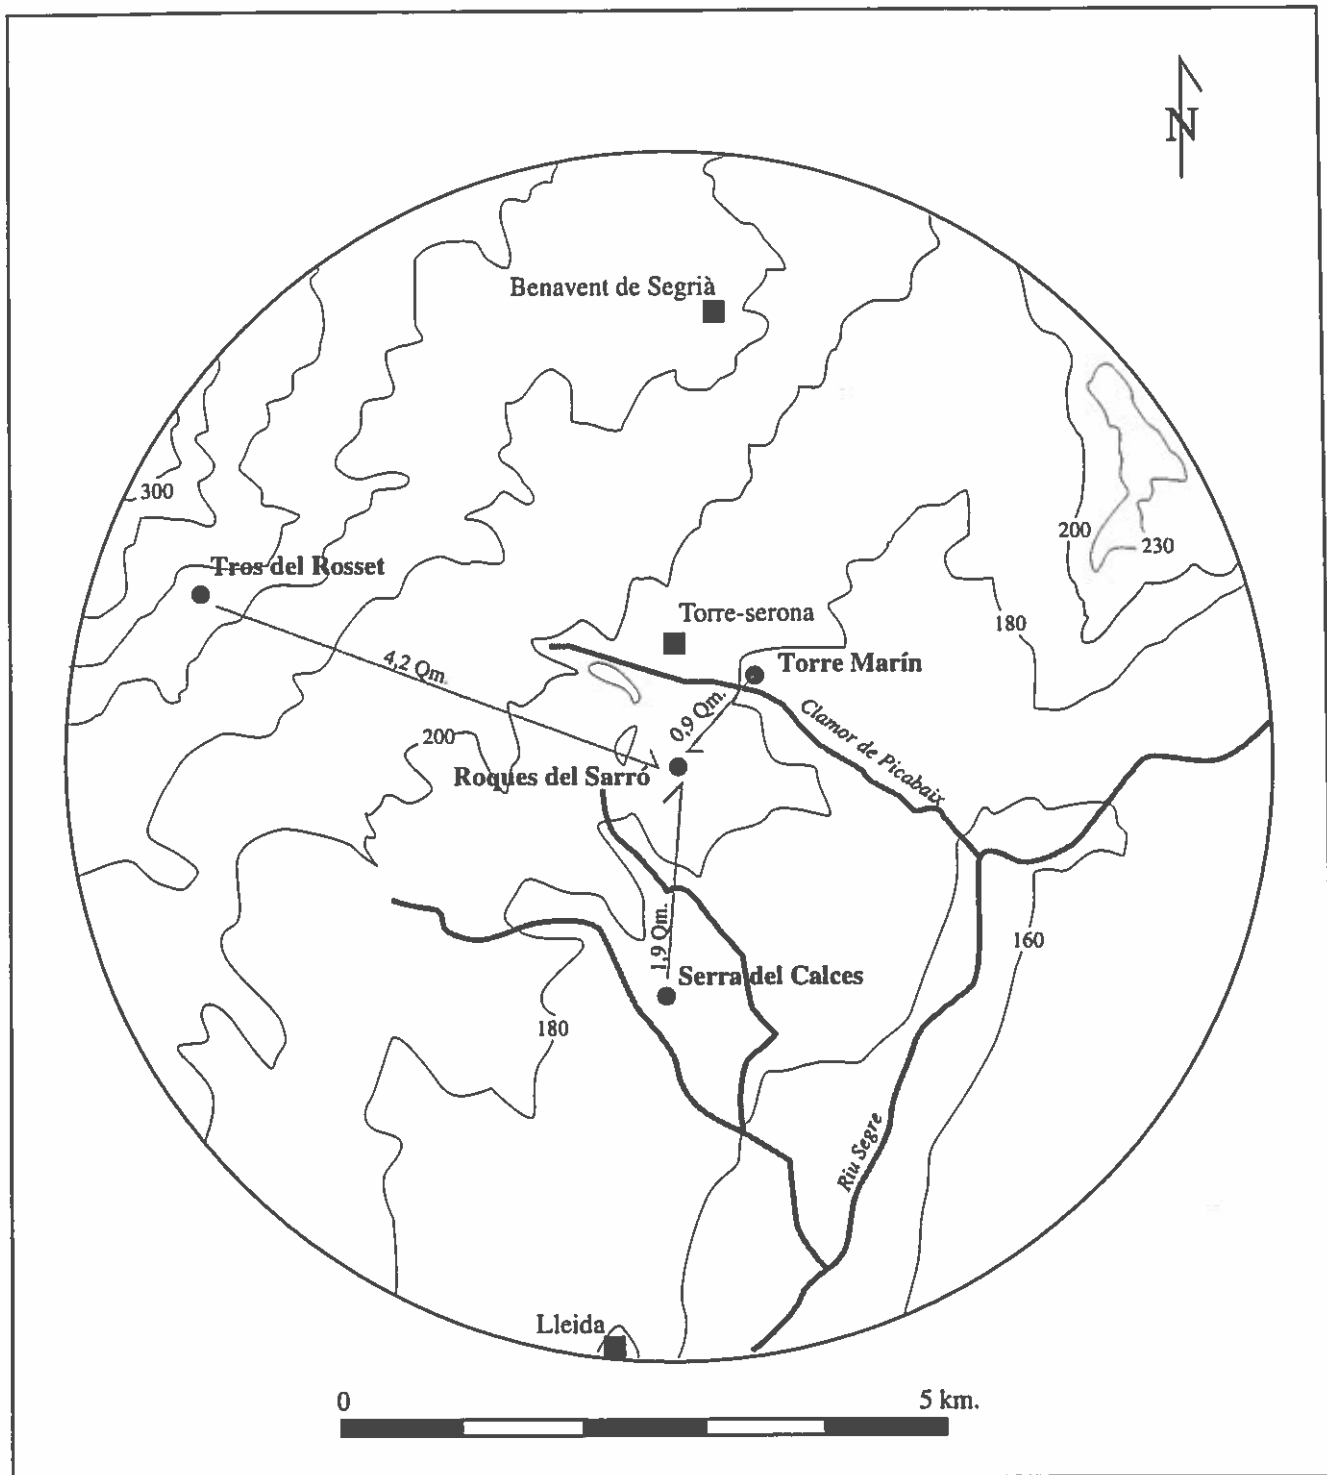 N
Benavent de Segrià
300
200
230
Tros del Rosset
Torre-serona
180
Torre Marín
4,2 Qm.
0,9 Qm.
Clamor de Picabaix
200
Roques del Sarró
160
1,9 Qm.
Serra del Calces
180
Riu Segre
Lleida
0 5 km.